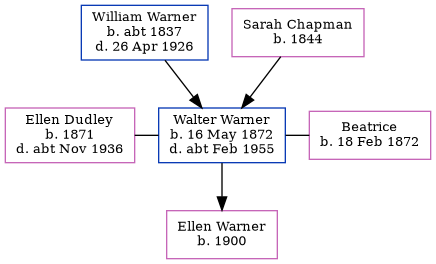 William Warner
b. abt 1837
d. 26 Apr 1926
Sarah Chapman
b. 1844
Ellen Dudley
b. 1871
d. abt Nov 1936
Walter Warner
b. 16 May 1872
d. abt Feb 1955
Beatrice
b. 18 Feb 1872
Ellen Warner
b. 1900